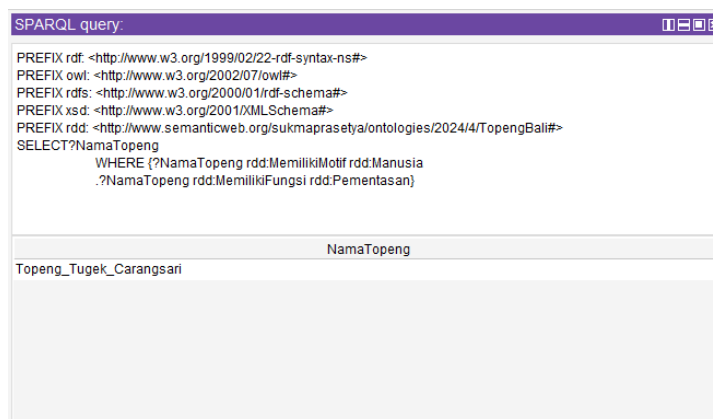 SPARQL query:
PREFIX rdf: <http://www.w3.org/1999/02/22-rdf-syntax-ns#>
PREFIX owl: <http://www.w3.org/2002/07/owl#>
PREFIX rdfs: <http://www.w3.org/2000/01/rdf-schema#>
PREFIX xsd: <http://www.w3.org/2001/XMLSchema#>
PREFIX rdd: <http://www.semanticweb.org/sukmaprasetya/ontologies/2024/4/TopengBali#>
SELECT?NamaTopeng
WHERE {?NamaTopeng rdd:MemilikiMotif rdd:Manusia
.?NamaTopeng rdd:MemilikiFungsi rdd:Pementasan}
NamaTopeng
Topeng_Tugek_Carangsari